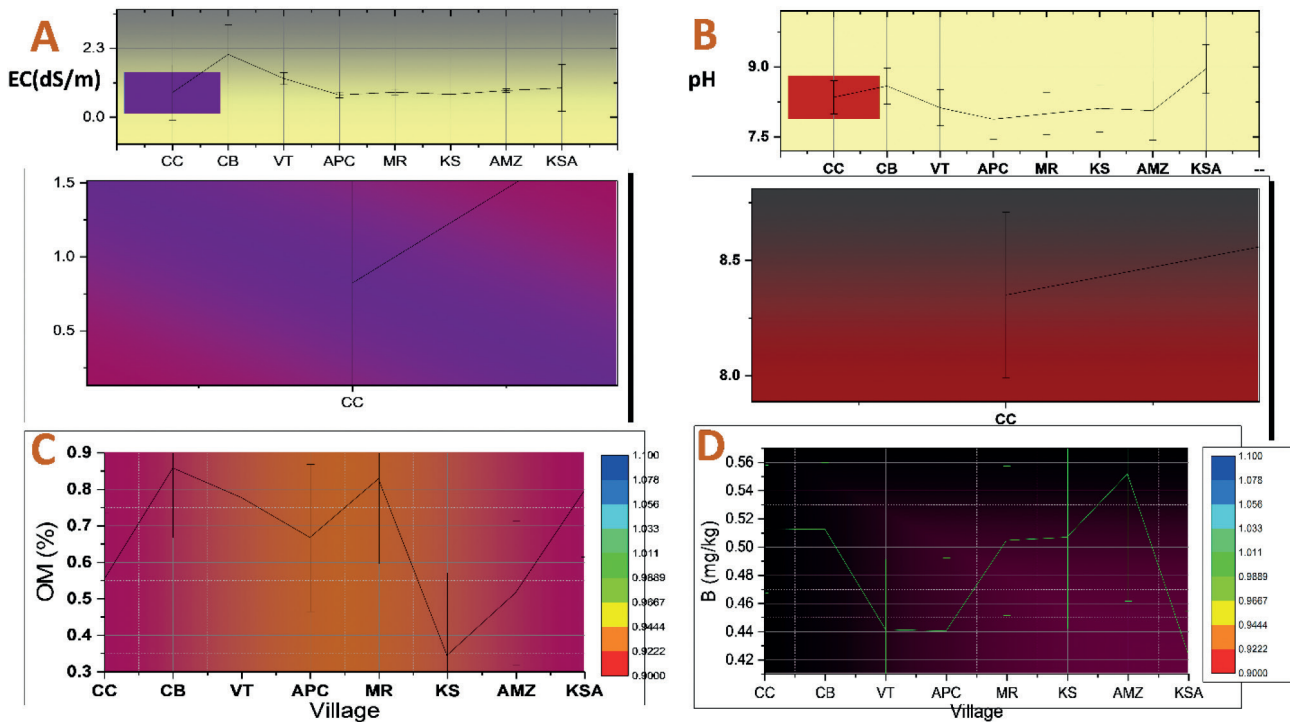 A
EC(dS/m)
2.3
0.0
CC CB VT APC MR KS AMZ KSA
1.5
1.0
0.5
CC
B
pH
9.0
7.5
CC CB VT APC MR KS AMZ KSA --
8.5
8.0
CC
C
OM (%)
0.9
0.8
0.7
0.6
0.5
0.4
0.3
CC CB VT APC MR KS AMZ KSA
Village
1.100
1.078
1.056
1.033
1.011
0.9889
0.9667
0.9444
0.9222
0.9000
D
B (mg/kg)
0.56
0.54
0.52
0.50
0.48
0.46
0.44
0.42
CC CB VT APC MR KS AMZ KSA
Village
1.100
1.078
1.056
1.033
1.011
0.9889
0.9667
0.9444
0.9222
0.9000